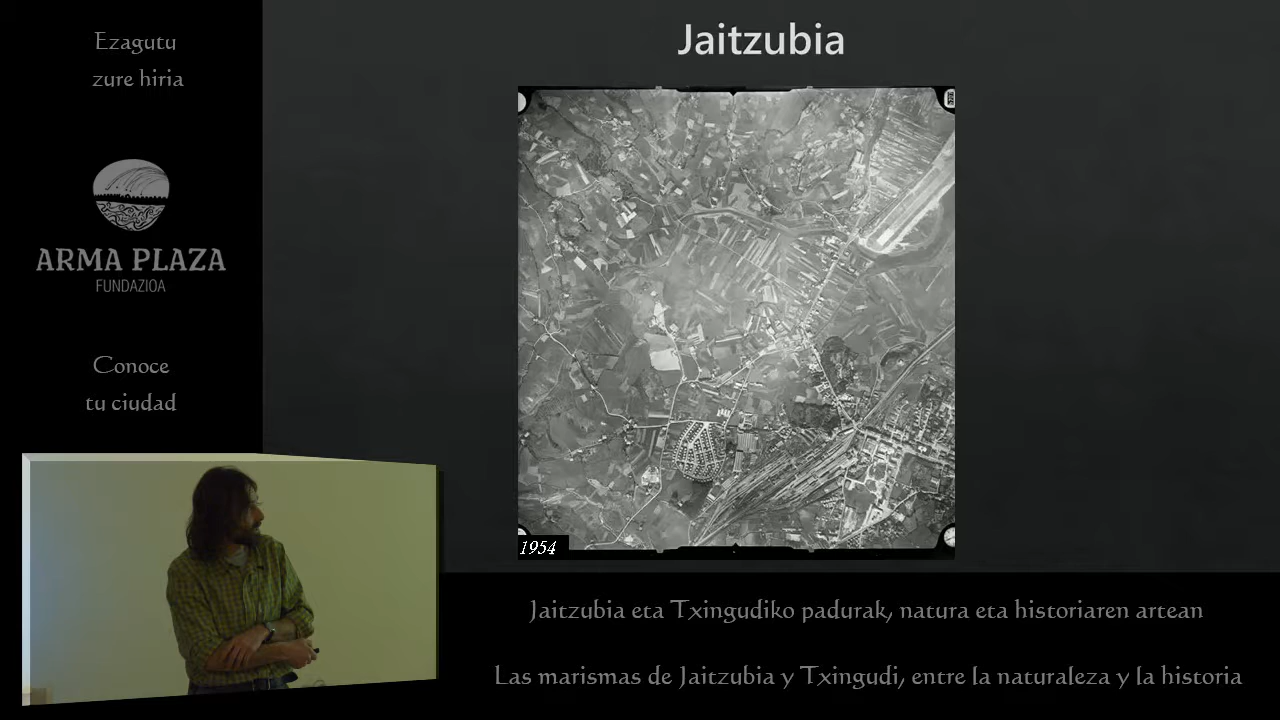 Ezagutu
zure hiria
ARMA PLAZA
FUNDAZIOA
Conoce
tu ciudad
Jaitzubia
1954
Jaitzubia eta Txingudiko padurak, natura eta historiaren artean
Las marismas de Jaitzubia y Txingudi, entre la naturaleza y la historia